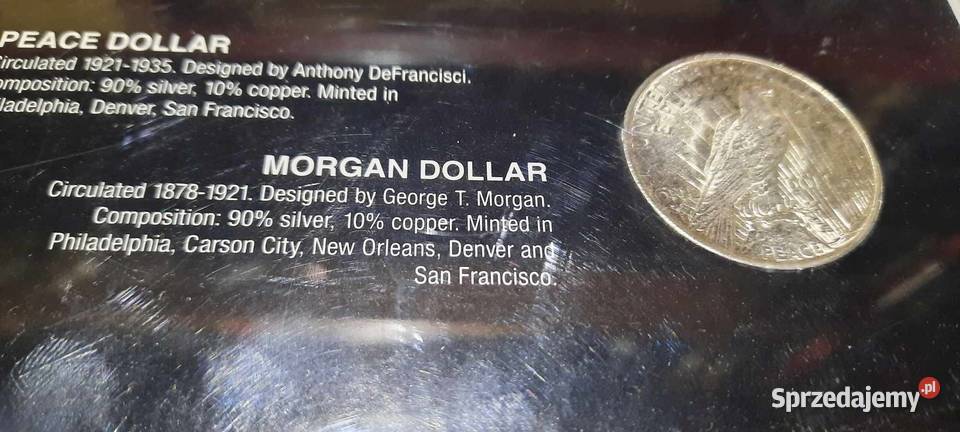 PEACE DOLLAR
Circulated 1921-1935. Designed by Anthony DeFrancisci.
omposition: 90% silver, 10% copper. Minted in
ladelphia, Denver, San Francisco.
MORGAN DOLLAR
Circulated 1878-1921. Designed by George T. Morgan.
Composition: 90% silver, 10% copper. Minted in
Philadelphia, Carson City, New Orleans, Denver and
San Francisco.
PEACE
Sprzedajemy.pl